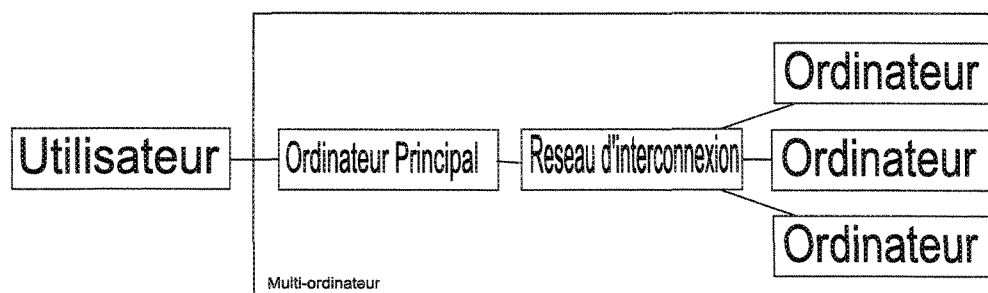 Ordinateur
Utilisateur
Ordinateur Principal
Reseau d'interconnexion
Ordinateur
Ordinateur
Multi-ordinateur